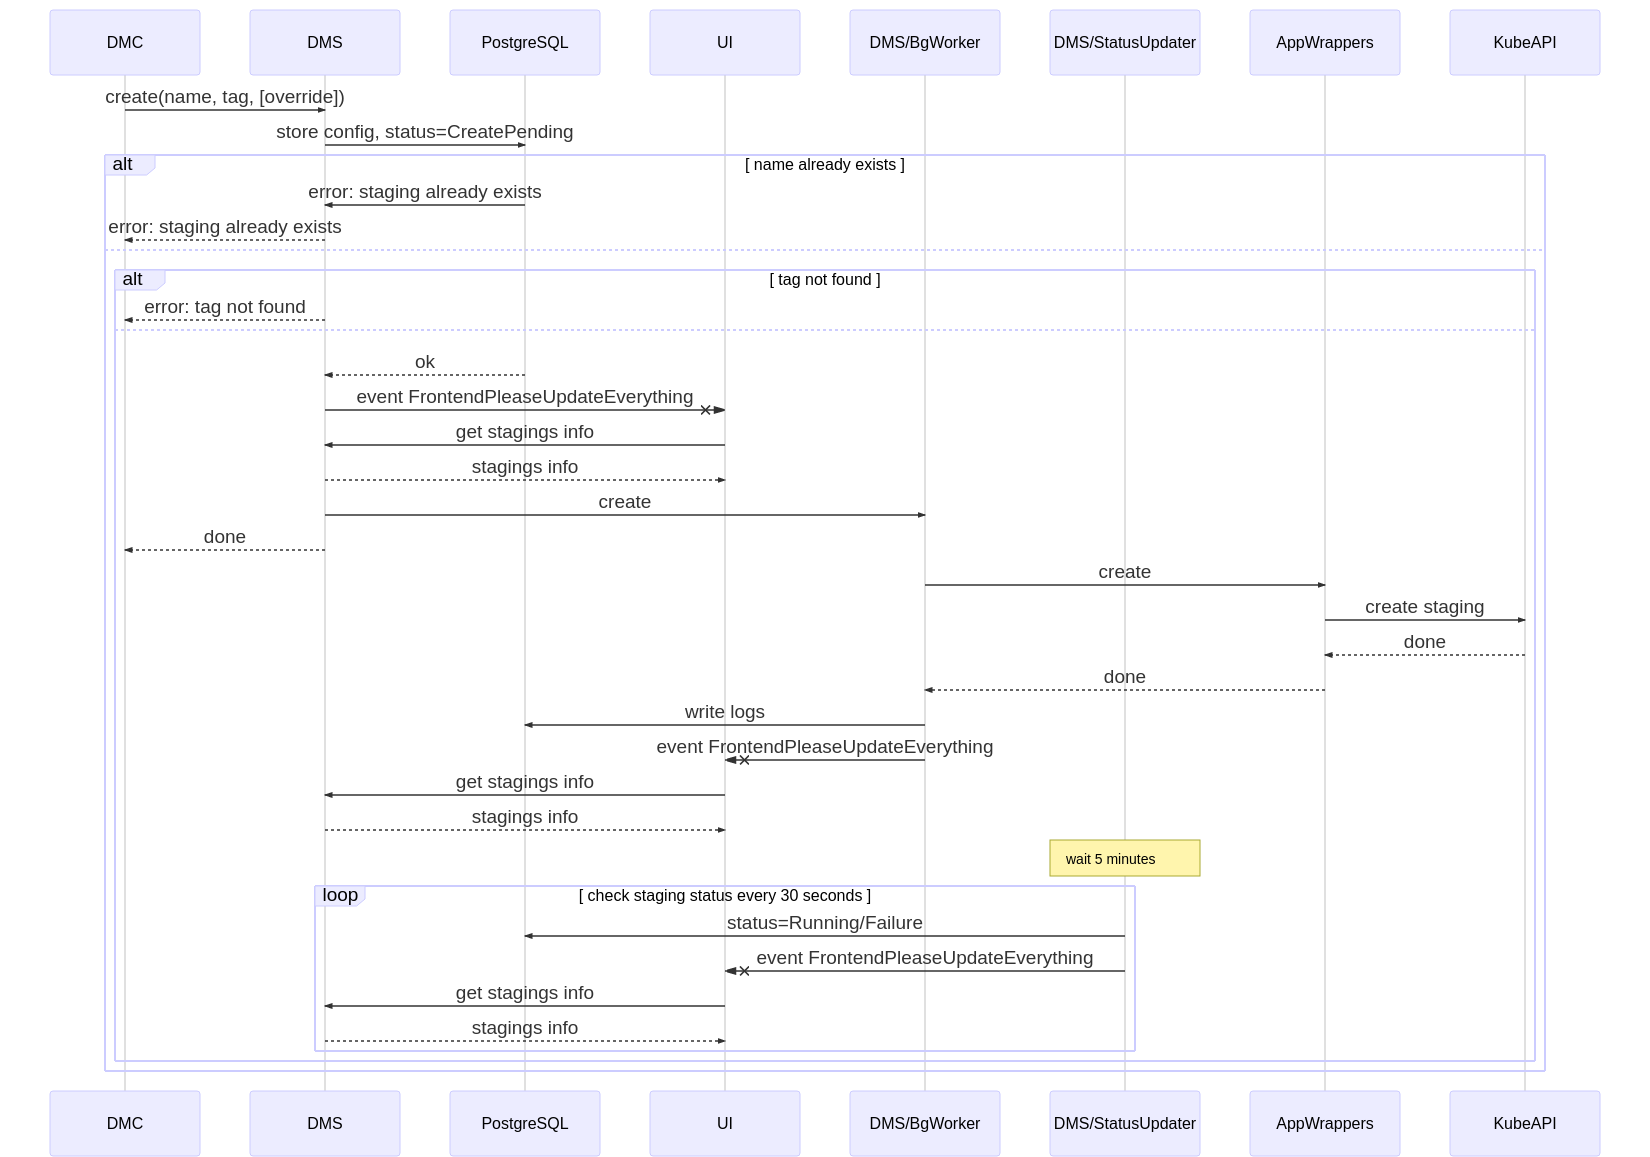 DMC
DMS
PostgreSQL
UI
DMS/BgWorker
DMS/StatusUpdater
AppWrappers
KubeAPI
create(name, tag, [override])
store config, status=CreatePending
alt
[ name already exists ]
error: staging already exists
error: staging already exists
alt
[ tag not found ]
error: tag not found
ok
event FrontendPleaseUpdateEverything
get stagings info
stagings info
create
done
create
create staging
done
done
write logs
event FrontendPleaseUpdateEverything
get stagings info
stagings info
wait 5 minutes
loop
[ check staging status every 30 seconds ]
status=Running/Failure
event FrontendPleaseUpdateEverything
get stagings info
stagings info
DMC
DMS
PostgreSQL
UI
DMS/BgWorker
DMS/StatusUpdater
AppWrappers
KubeAPI